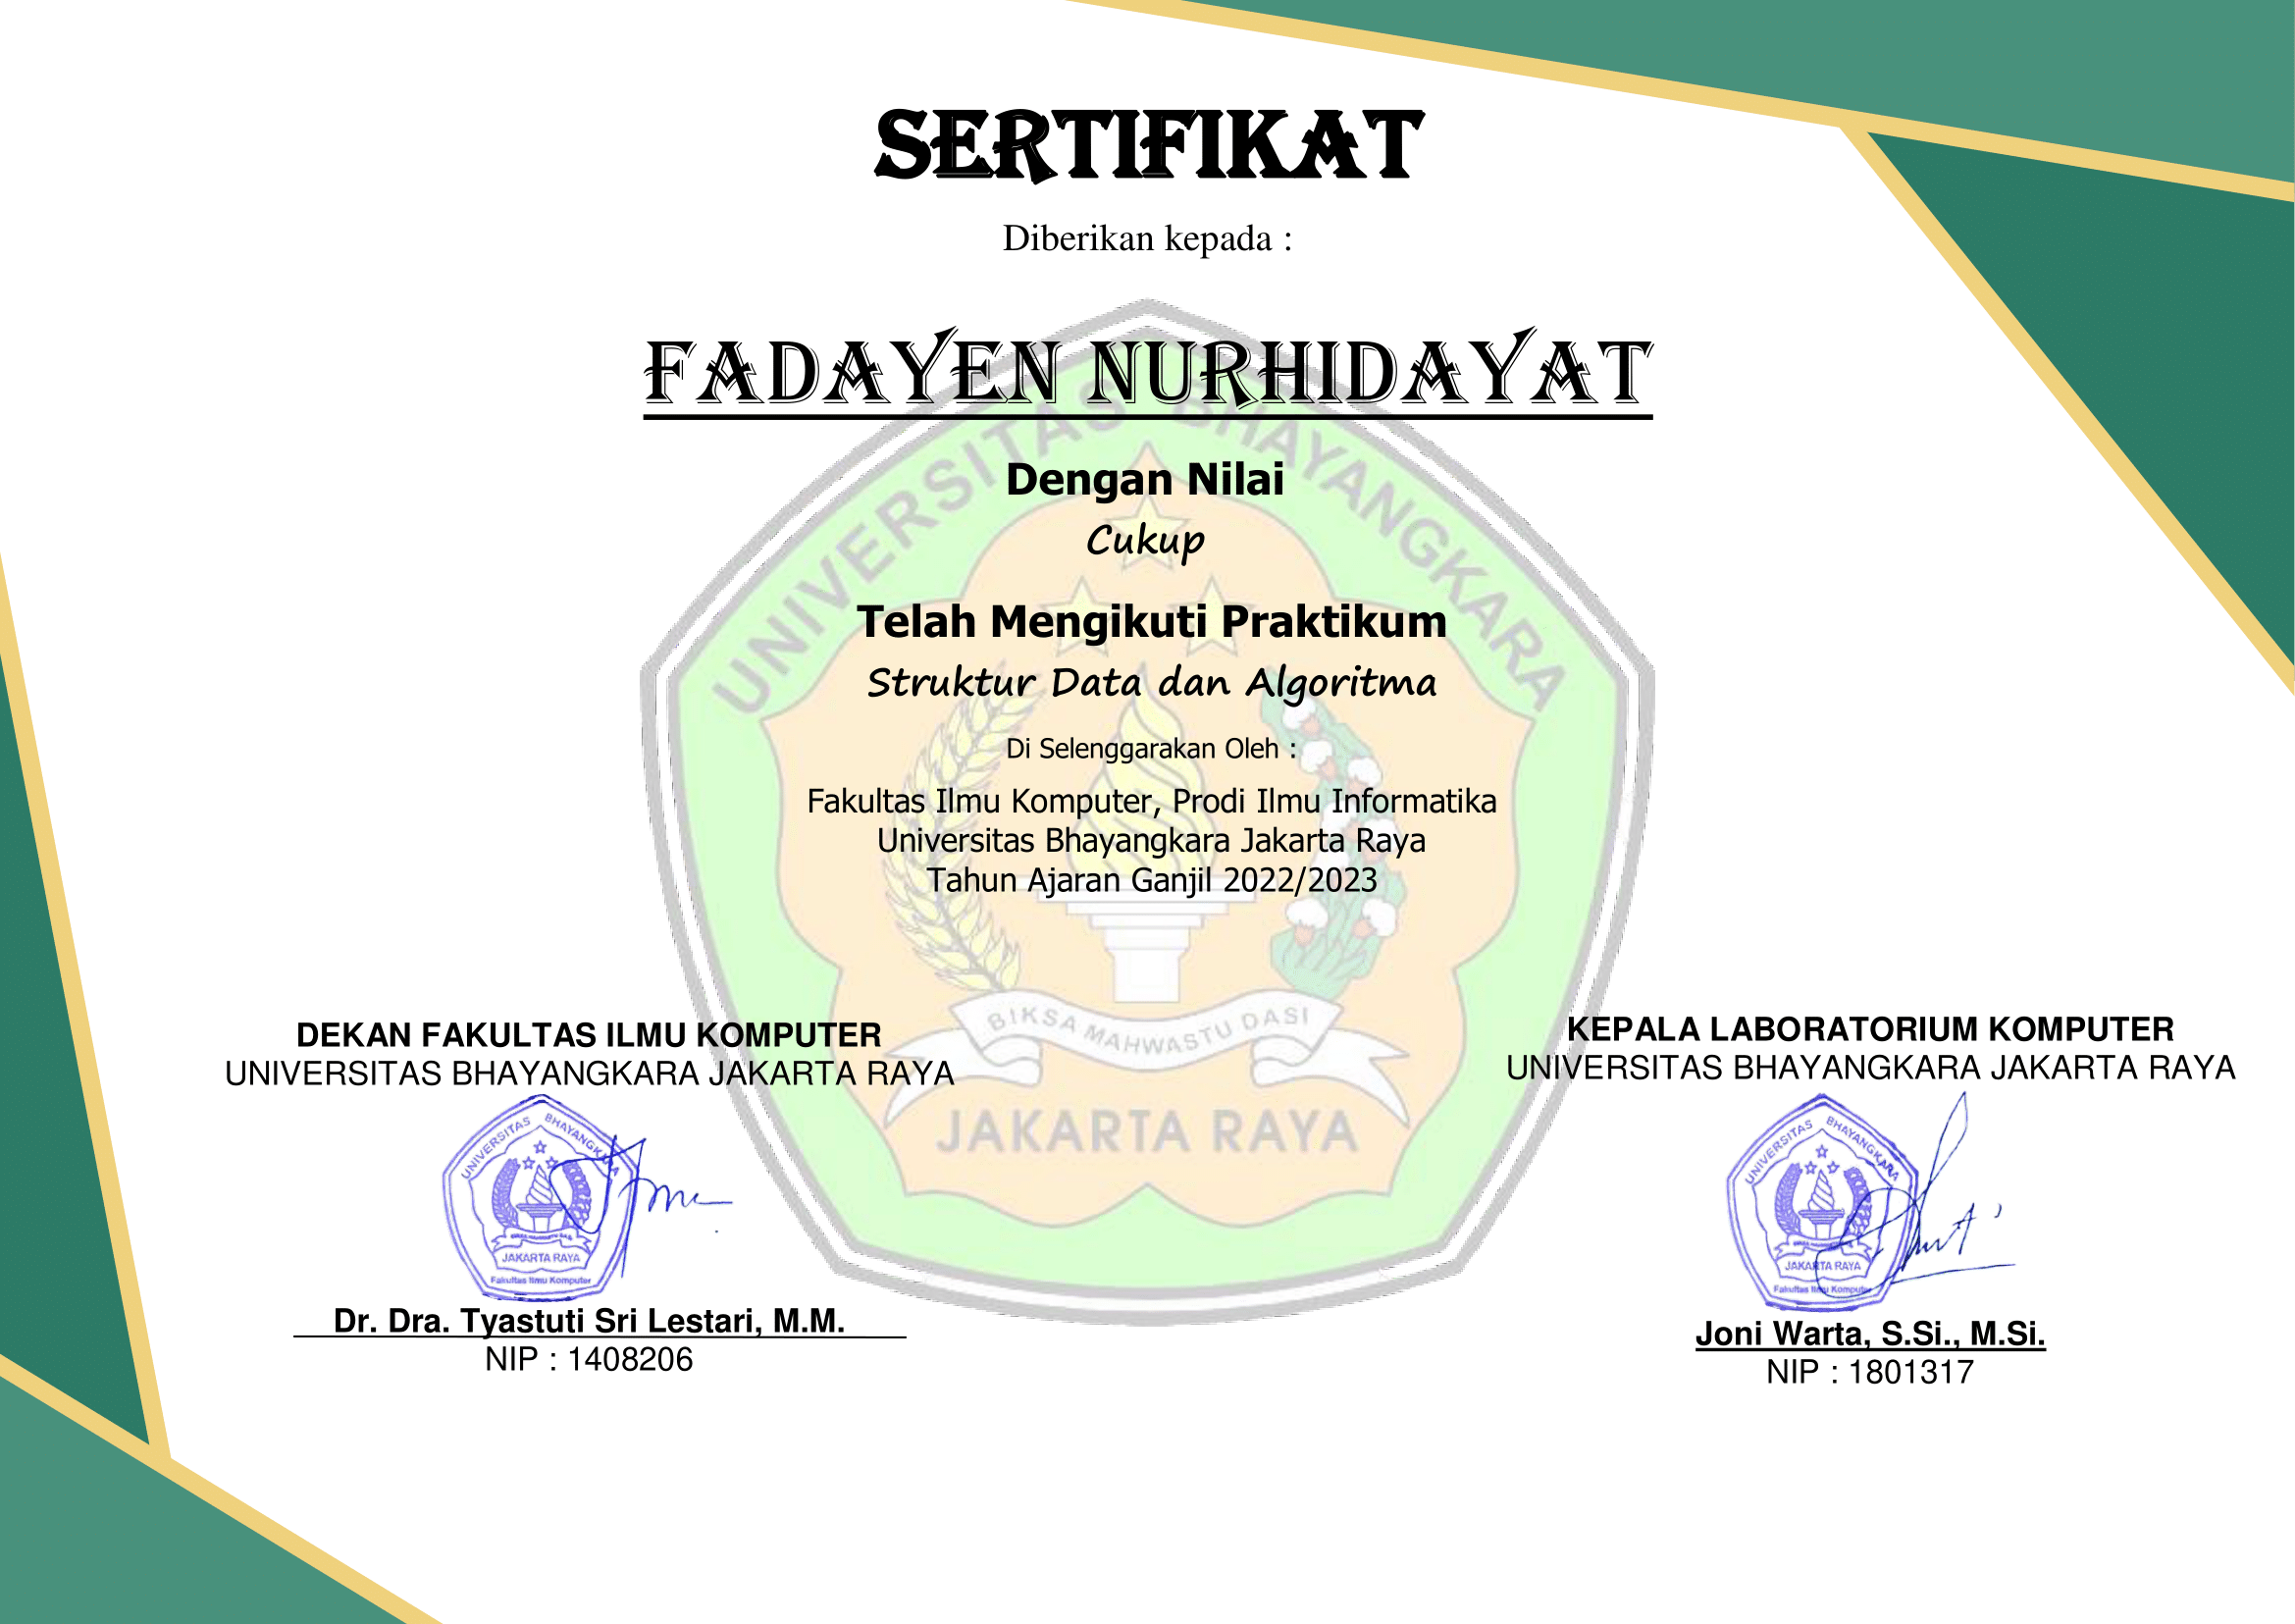 SERTIFIKAT
Diberikan kepada :
FADAYEN NURHIDAYAT
Dengan Nilai
Cukup
Telah Mengikuti Praktikum
Struktur Data dan Algoritma
Di Selenggarakan Oleh :
Fakultas Ilmu Komputer, Prodi Ilmu Informatika
Universitas Bhayangkara Jakarta Raya
Tahun Ajaran Ganjil 2022/2023
UNIVERSITAS BHAYANGKARA
BIKSA MAHWASTU DASI
JAKARTA RAYA
DEKAN FAKULTAS ILMU KOMPUTER
UNIVERSITAS BHAYANGKARA JAKARTA RAYA
UNIVERSITAS BHAYANGKARA
JAKARTA RAYA
Fakultas Ilmu Komputer
Dr. Dra. Tyastuti Sri Lestari, M.M.
NIP : 1408206
KEPALA LABORATORIUM KOMPUTER
UNIVERSITAS BHAYANGKARA JAKARTA RAYA
UNIVERSITAS BHAYANGKARA
JAKARTA RAYA
Fakultas Ilmu Komputer
Joni Warta, S.Si., M.Si.
NIP : 1801317